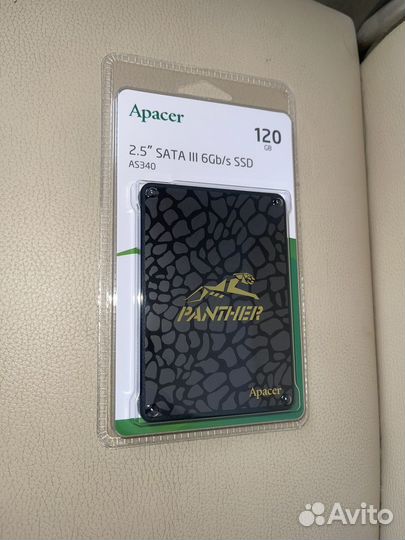 Apacer
120
GB
2.5" SATA III 6Gb/s SSD
AS340
PANTHER
Apacer
Avito